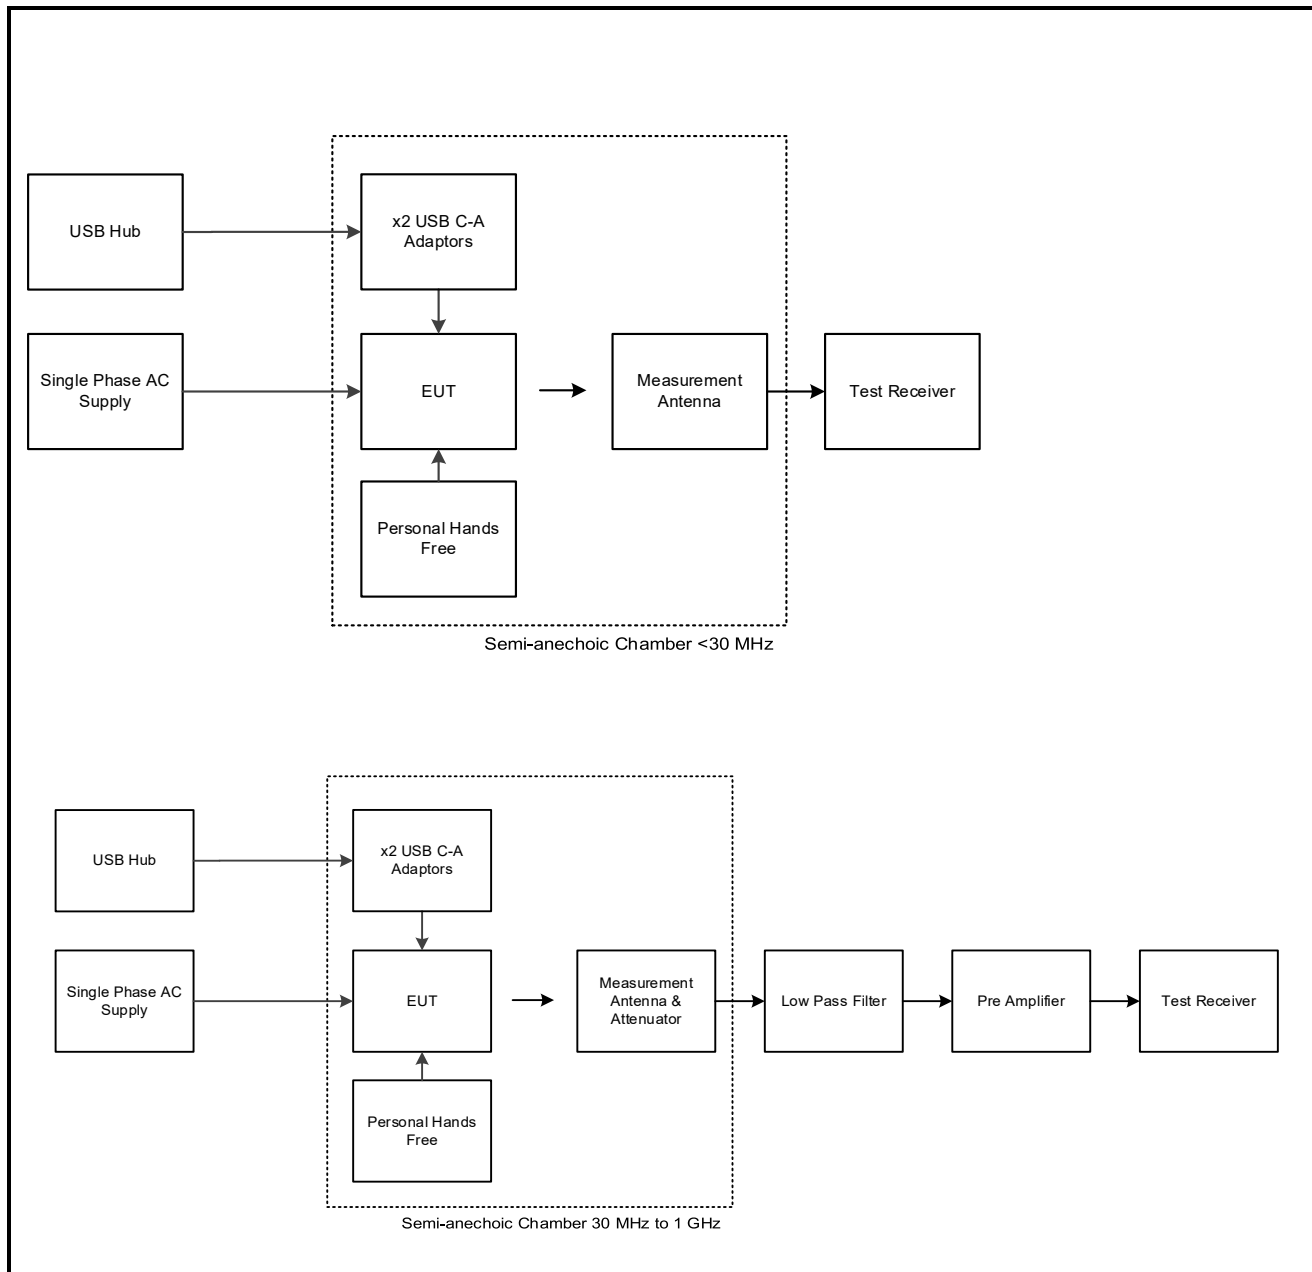 USB Hub
x2 USB C-A
Adaptors
Single Phase AC
Supply
EUT
Measurement
Antenna
Test Receiver
Personal Hands
Free
Semi-anechoic Chamber <30 MHz
USB Hub
x2 USB C-A
Adaptors
Single Phase AC
Supply
EUT
Measurement
Antenna &
Attenuator
Low Pass Filter
Pre Amplifier
Test Receiver
Personal Hands
Free
Semi-anechoic Chamber 30 MHz to 1 GHz